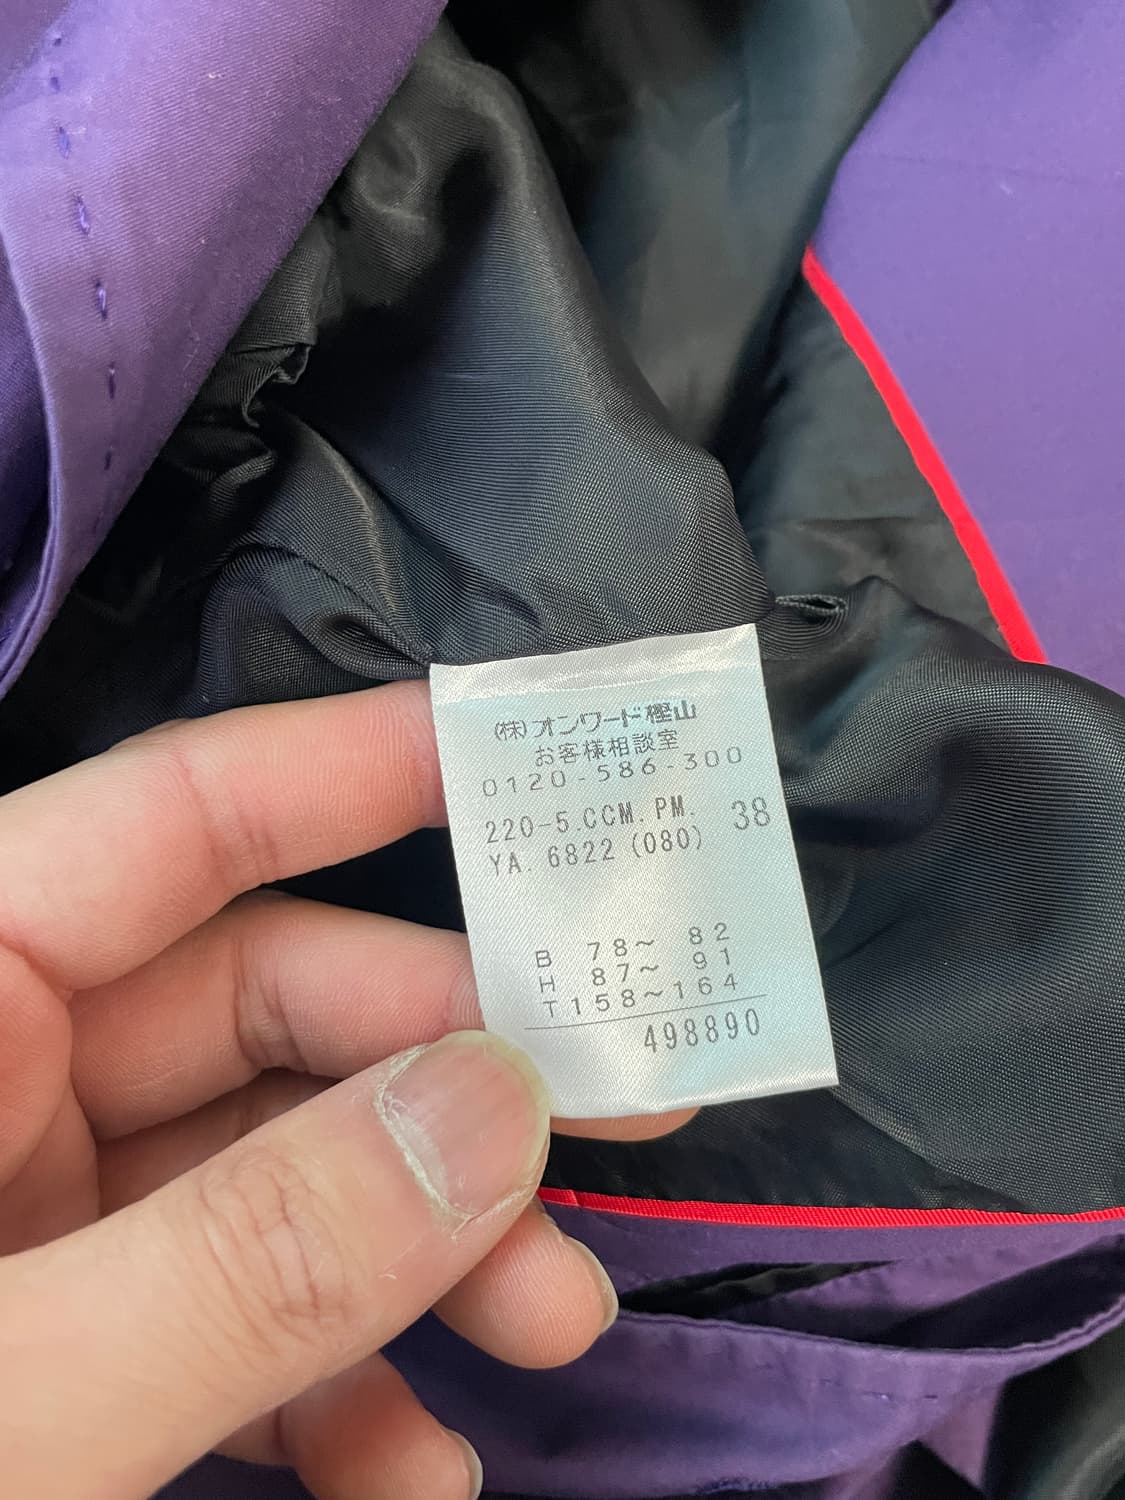 (株)オンワード樫山
お客様相談室
0120-586-300
220-5.CCM.PM. 38
YA. 6822 (080)
B 78~ 82
H 87~ 91
T158~164
498890